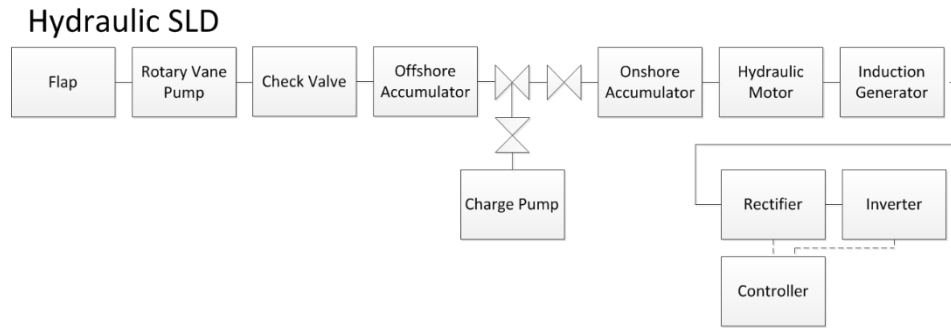 Hydraulic SLD
Flap
Rotary Vane
Pump
Check Valve
Offshore
Accumulator
Onshore
Accumulator
Hydraulic
Motor
Induction
Generator
Charge Pump
Rectifier
Inverter
Controller